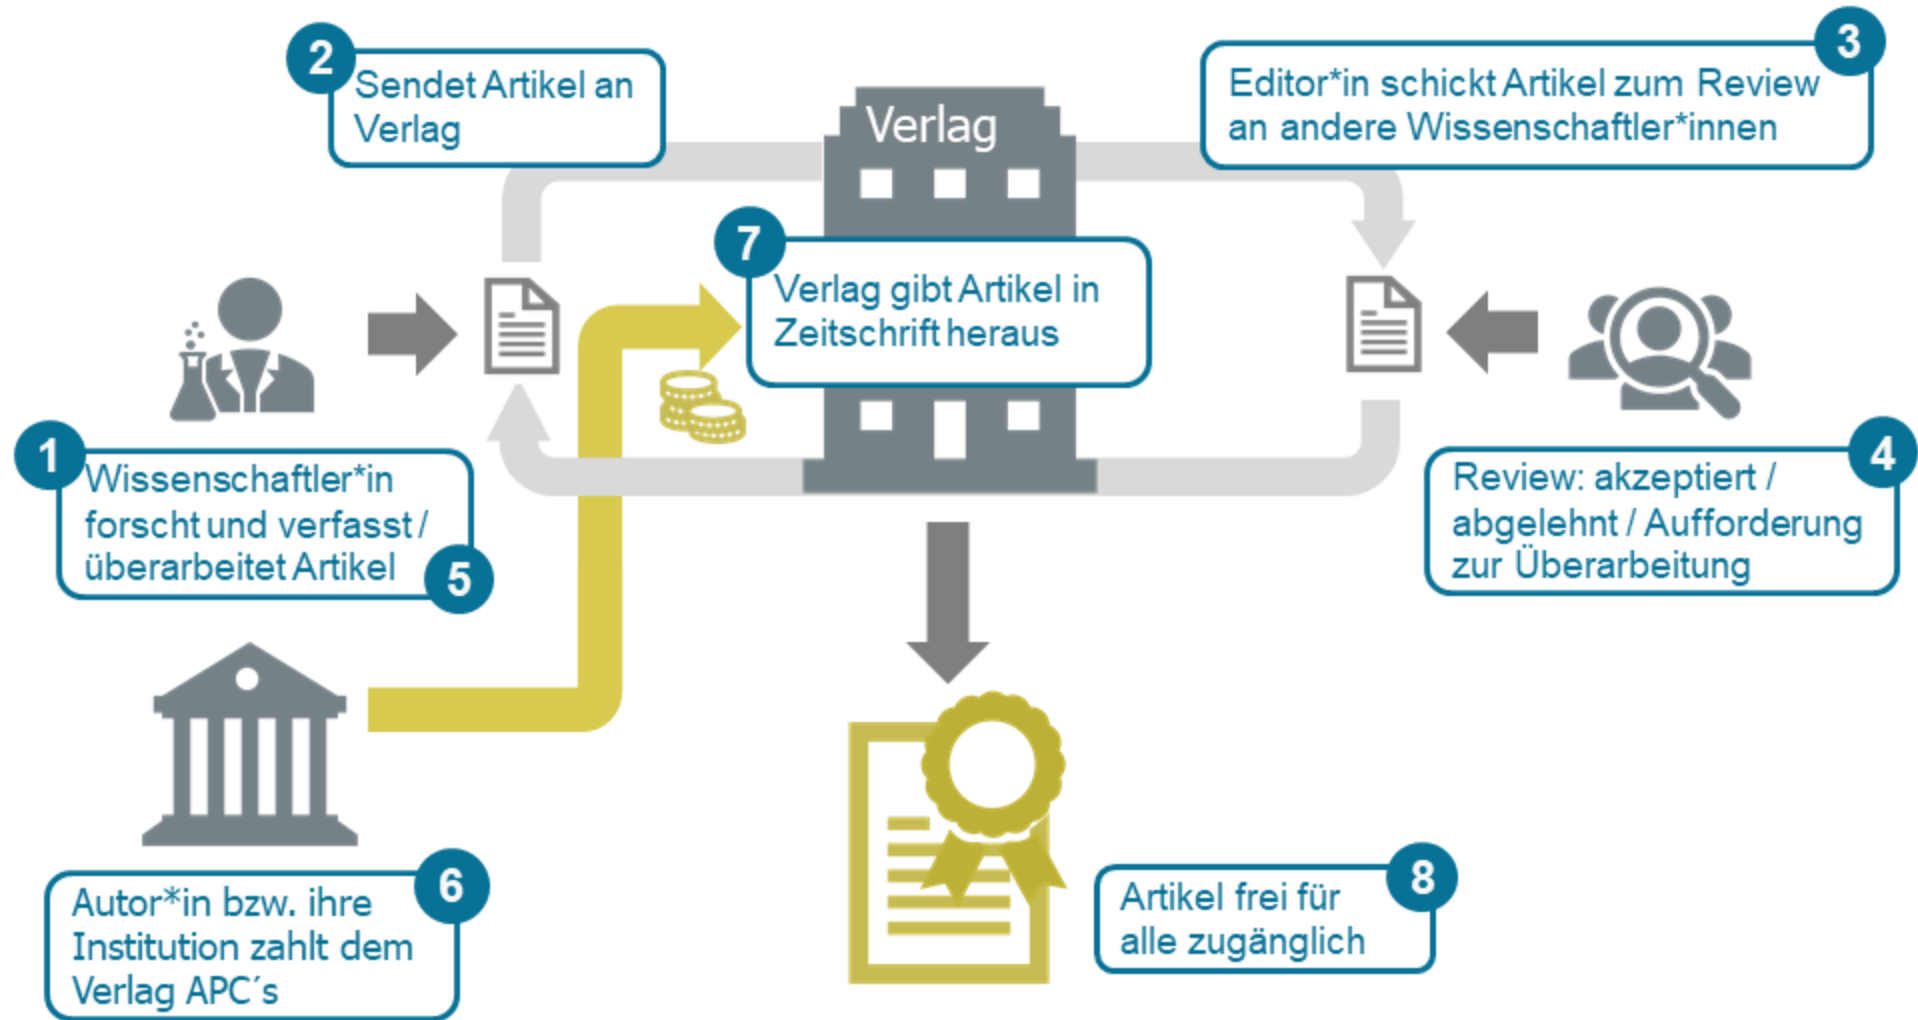 2
Sendet Artikel an
Verlag
Verlag
3
Editor*in schickt Artikel zum Review
an andere Wissenschaftler*innen
7
Verlag gibt Artikel in
Zeitschrift heraus
1
Wissenschaftler*in
forscht und verfasst /
überarbeitet Artikel
5
4
Review: akzeptiert /
abgelehnt / Aufforderung
zur Überarbeitung
6
Autor*in bzw. ihre
Institution zahlt dem
Verlag APC´s
8
Artikel frei für
alle zugänglich